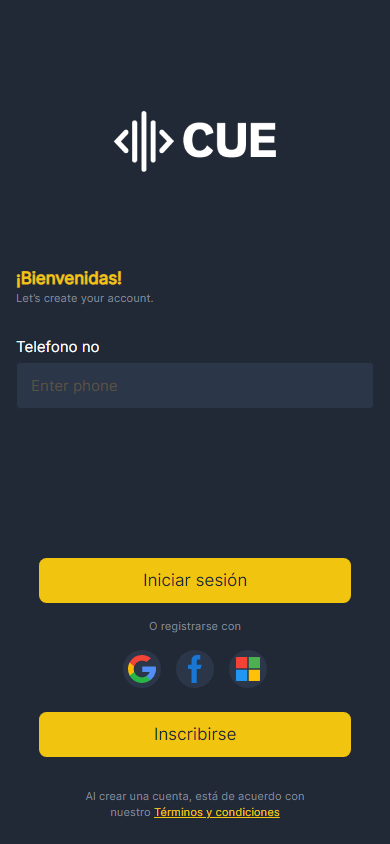 CUE
¡Bienvenidas!
Let's create your account.
Telefono no
Enter phone
Iniciar sesión
O registrarse con
Inscribirse
Al crear una cuenta, está de acuerdo con
nuestro Términos y condiciones